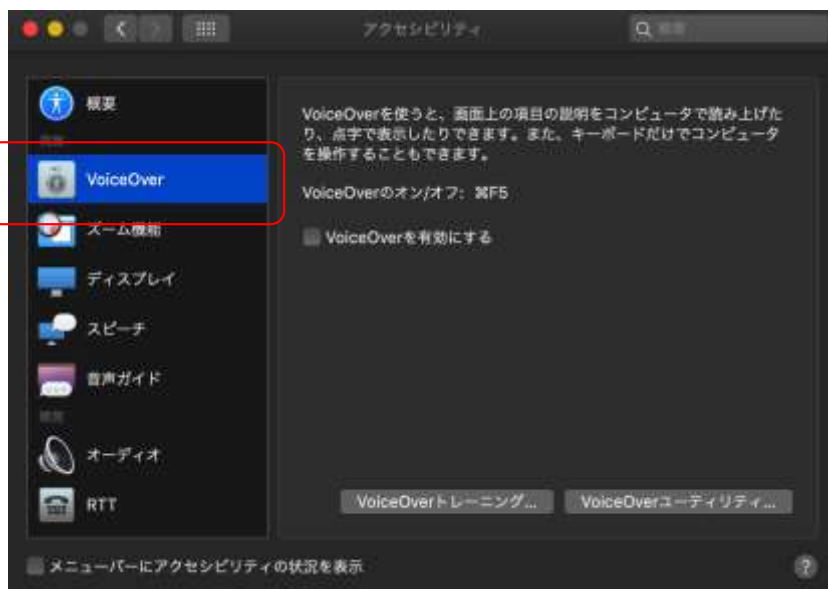 アクセシビリティ
概要
VoiceOver
ズーム機能
ディスプレイ
スピーチ
音声ガイド
オーディオ
RTT
VoiceOverを使うと、画面上の項目の説明をコンピュータで読み上げた
り、点字で表示したりできます。また、キーボードだけでコンピュータ
を操作することもできます。
VoiceOverのオン/オフ: ⌘F5
VoiceOverを有効にする
VoiceOverトレーニング...
VoiceOverユーティリティ...
メニューバーにアクセシビリティの状況を表示
?